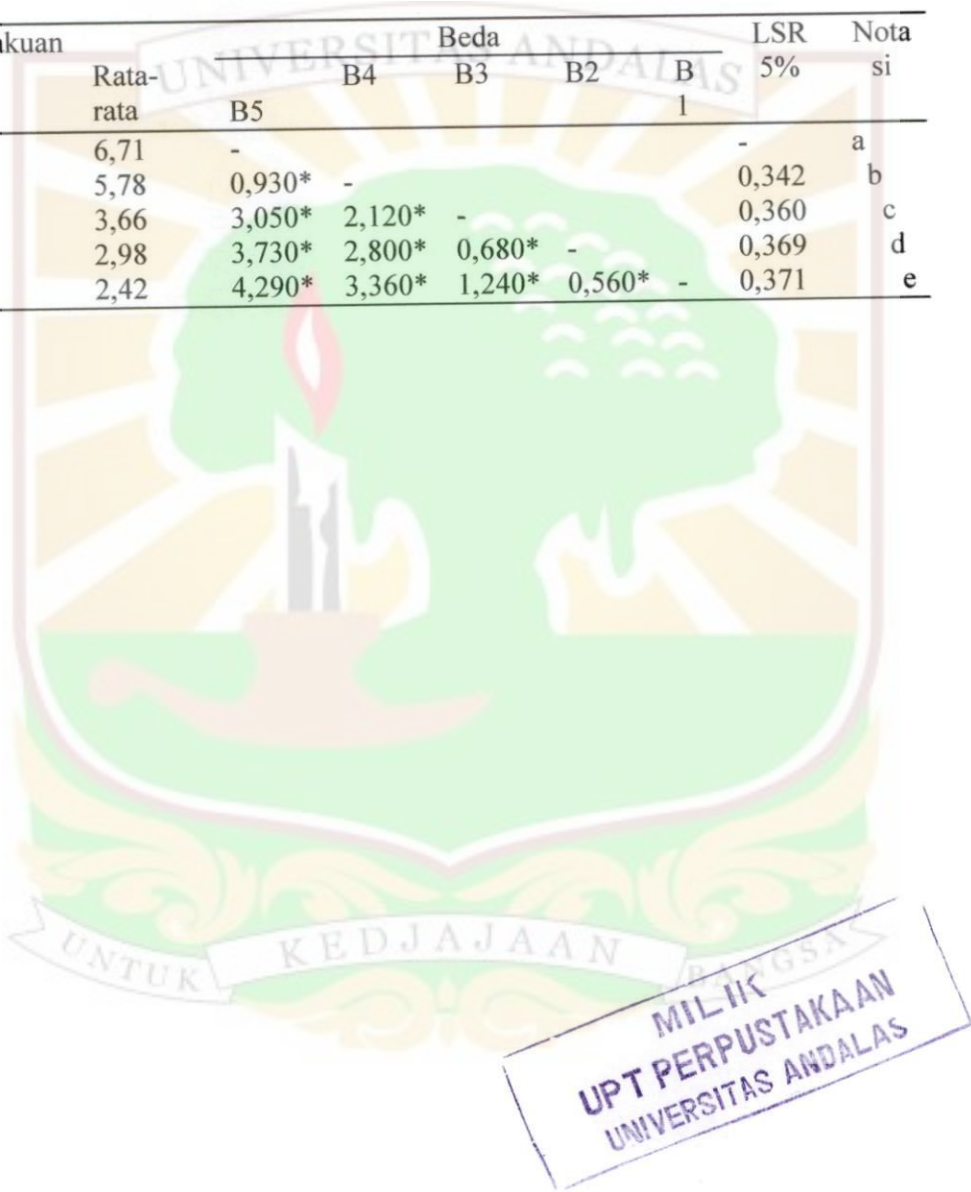 akuan Beda LSR Nota
Rata- B4 B3 B2 B 5% si
rata B5 1
6,71 - - a
5,78 0,930* - 0,342 b
3,66 3,050* 2,120* - 0,360 c
2,98 3,730* 2,800* 0,680* - 0,369 d
2,42 4,290* 3,360* 1,240* 0,560* - 0,371 e
UNIVERSITAS ANDALAS
UNTUK KEDJAJAAN BANGSA
MILIK
UPT PERPUSTAKAAN
UNIVERSITAS ANDALAS